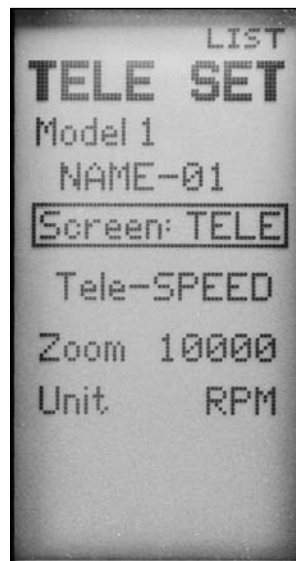 LIST
TELE SET
Model 1
NAME-01
Screen: TELE
Tele-SPEED
Zoom 10000
Unit RPM